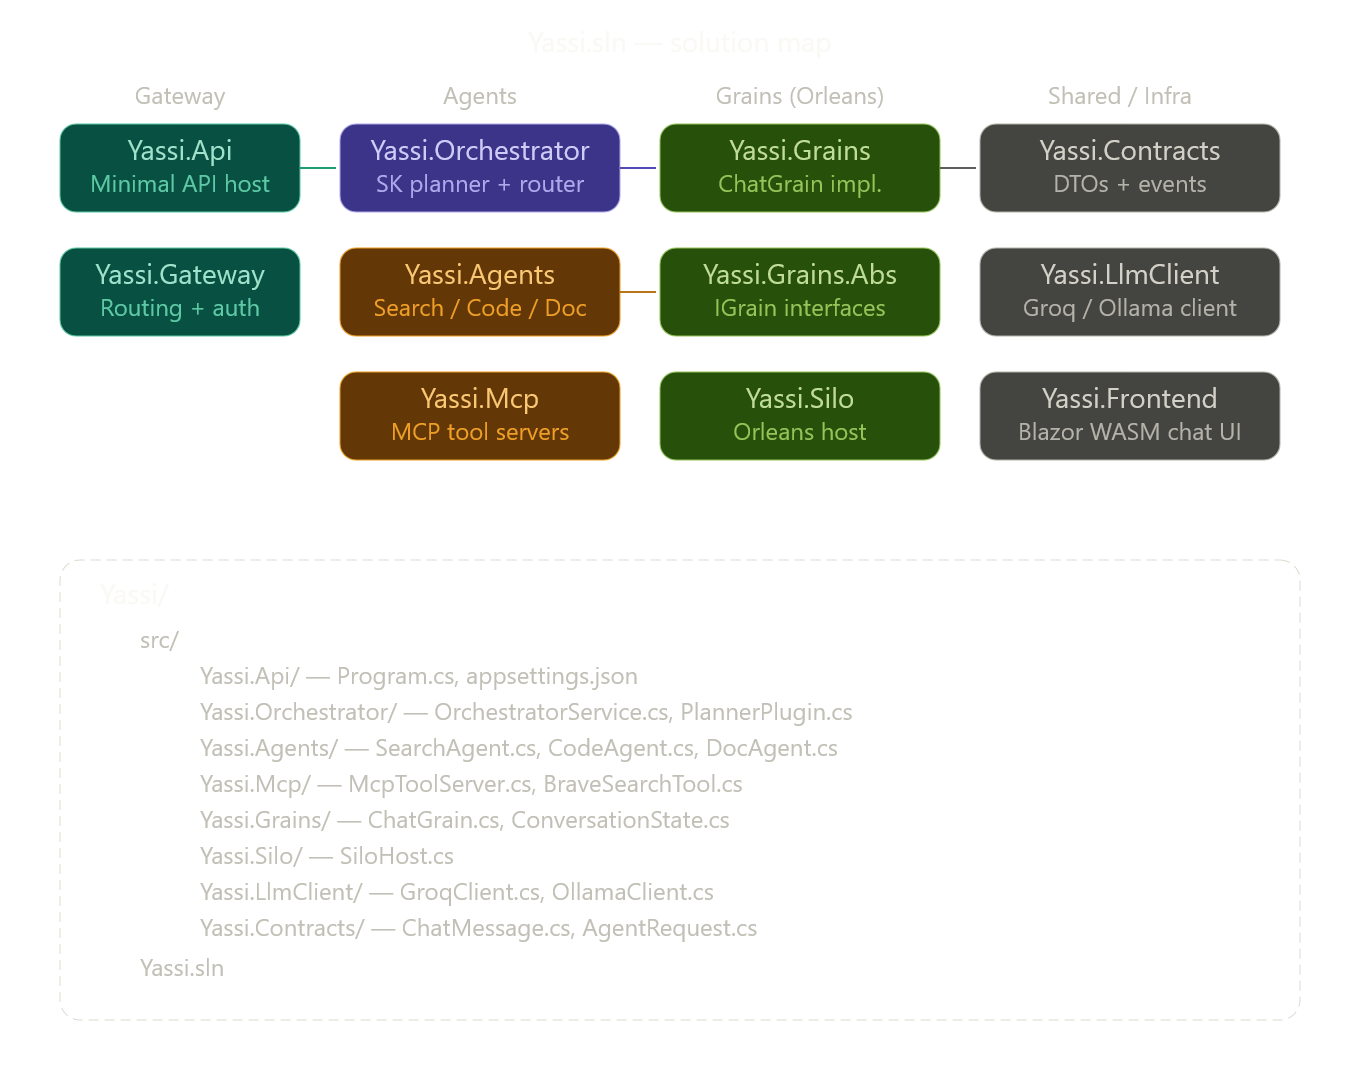 Yassi.sln — solution map
Gateway
Agents
Grains (Orleans)
Shared / Infra
Yassi.Api
Minimal API host
Yassi.Orchestrator
SK planner + router
Yassi.Grains
ChatGrain impl.
Yassi.Contracts
DTOs + events
Yassi.Gateway
Routing + auth
Yassi.Agents
Search / Code / Doc
Yassi.Grains.Abs
IGrain interfaces
Yassi.LlmClient
Groq / Ollama client
Yassi.Mcp
MCP tool servers
Yassi.Silo
Orleans host
Yassi.Frontend
Blazor WASM chat UI
Yassi/
src/
Yassi.Api/ — Program.cs, appsettings.json
Yassi.Orchestrator/ — OrchestratorService.cs, PlannerPlugin.cs
Yassi.Agents/ — SearchAgent.cs, CodeAgent.cs, DocAgent.cs
Yassi.Mcp/ — McpToolServer.cs, BraveSearchTool.cs
Yassi.Grains/ — ChatGrain.cs, ConversationState.cs
Yassi.Silo/ — SiloHost.cs
Yassi.LlmClient/ — GroqClient.cs, OllamaClient.cs
Yassi.Contracts/ — ChatMessage.cs, AgentRequest.cs
Yassi.sln